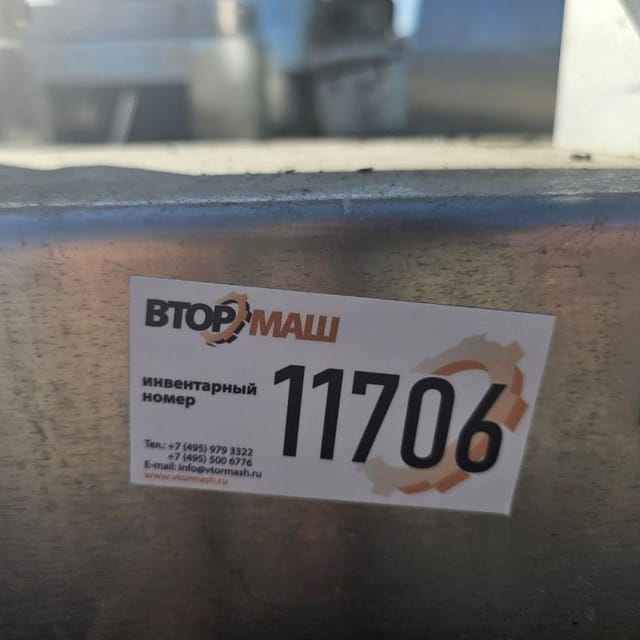 ВТОРМАШ
инвентарный
номер
11706
Тел.: +7 (495) 979 3322
+7 (495) 500 6776
E-mail: info@vtormash.ru
www.vtormash.ru